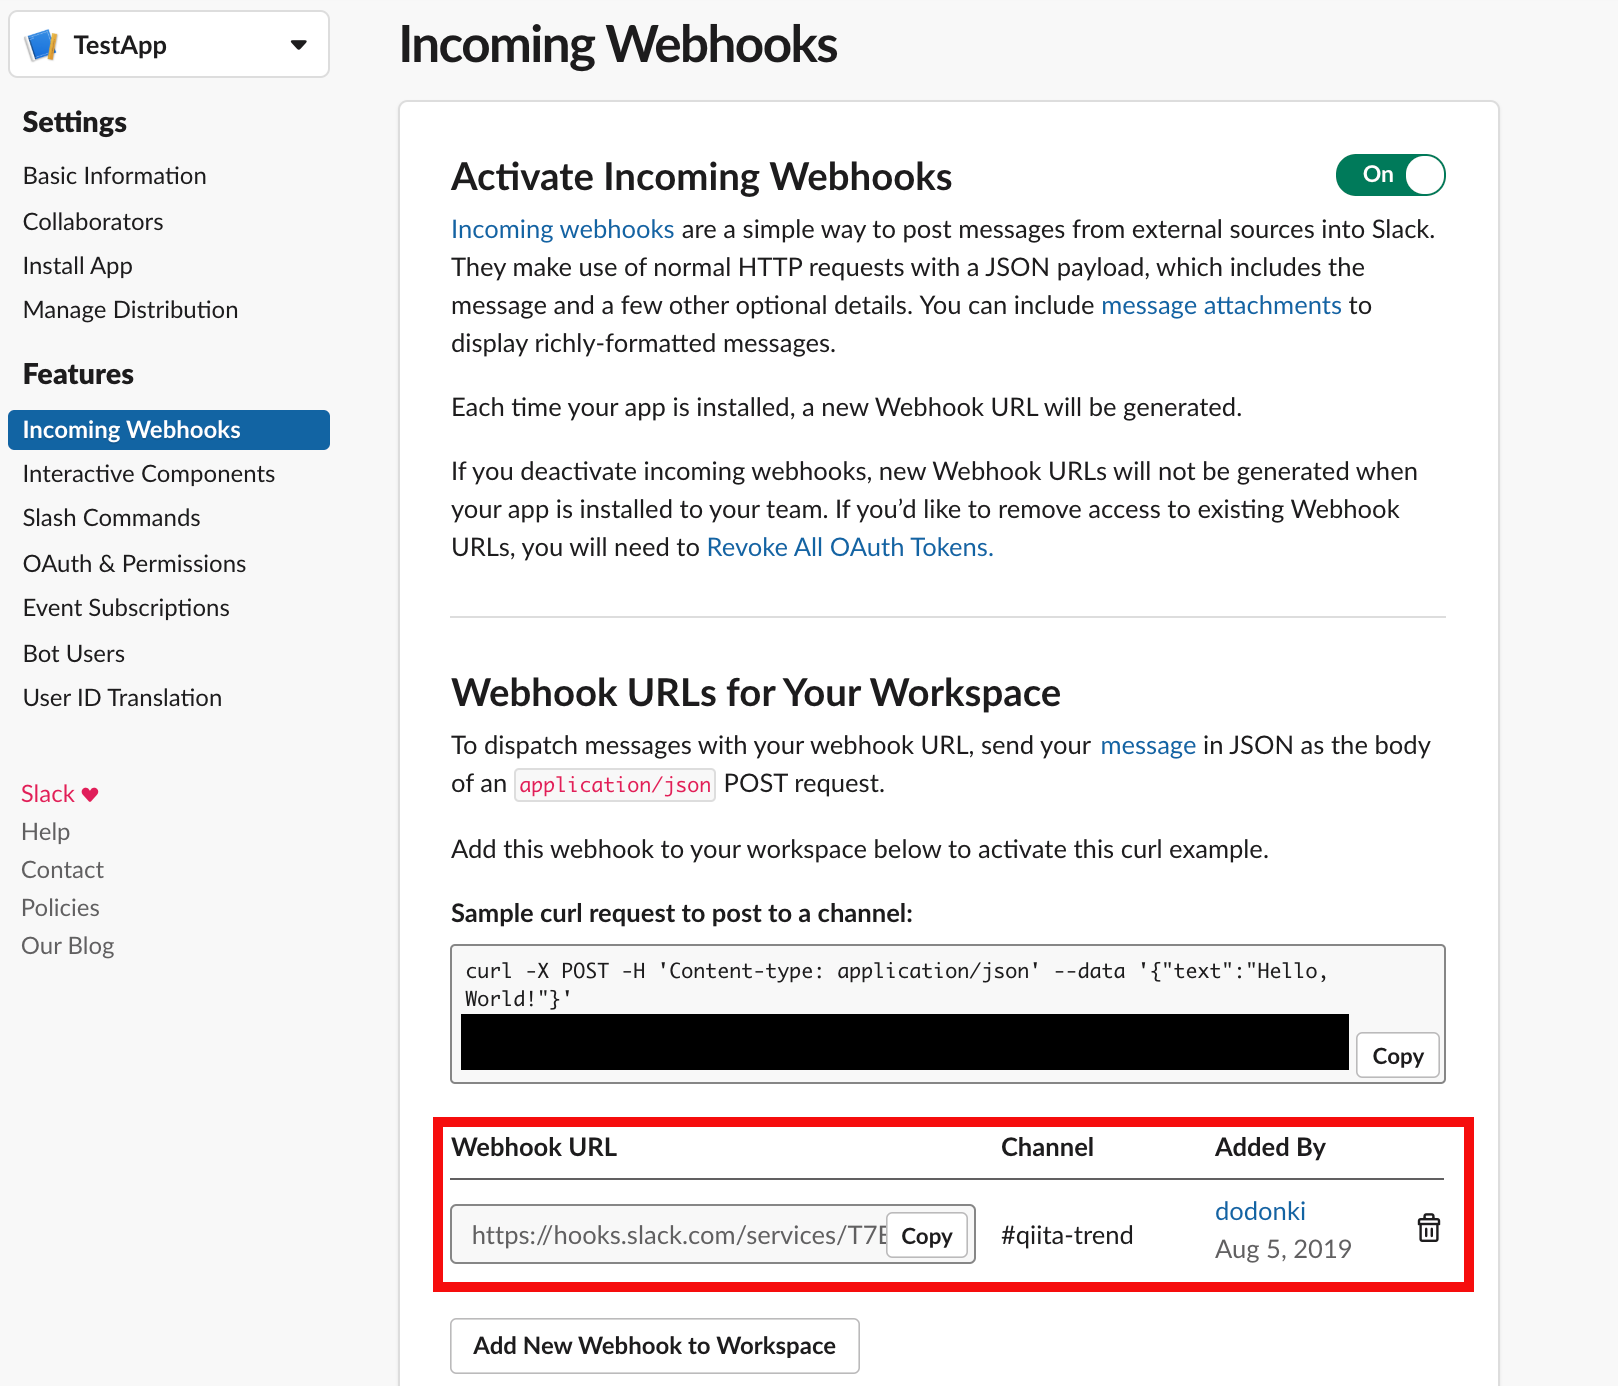 TestApp
Settings
Basic Information
Collaborators
Install App
Manage Distribution
Features
Incoming Webhooks
Interactive Components
Slash Commands
OAuth & Permissions
Event Subscriptions
Bot Users
User ID Translation
Slack ♥
Help
Contact
Policies
Our Blog
Incoming Webhooks
Activate Incoming Webhooks
On
Incoming webhooks are a simple way to post messages from external sources into Slack.
They make use of normal HTTP requests with a JSON payload, which includes the
message and a few other optional details. You can include message attachments to
display richly-formatted messages.
Each time your app is installed, a new Webhook URL will be generated.
If you deactivate incoming webhooks, new Webhook URLs will not be generated when
your app is installed to your team. If you’d like to remove access to existing Webhook
URLs, you will need to Revoke All OAuth Tokens.
Webhook URLs for Your Workspace
To dispatch messages with your webhook URL, send your message in JSON as the body
of an application/json POST request.
Add this webhook to your workspace below to activate this curl example.
Sample curl request to post to a channel:
curl -X POST -H 'Content-type: application/json' --data '{"text":"Hello,
World!"}'
Copy
Webhook URL Channel Added By
https://hooks.slack.com/services/T7E Copy #qiita-trend dodonki
Aug 5, 2019
Add New Webhook to Workspace